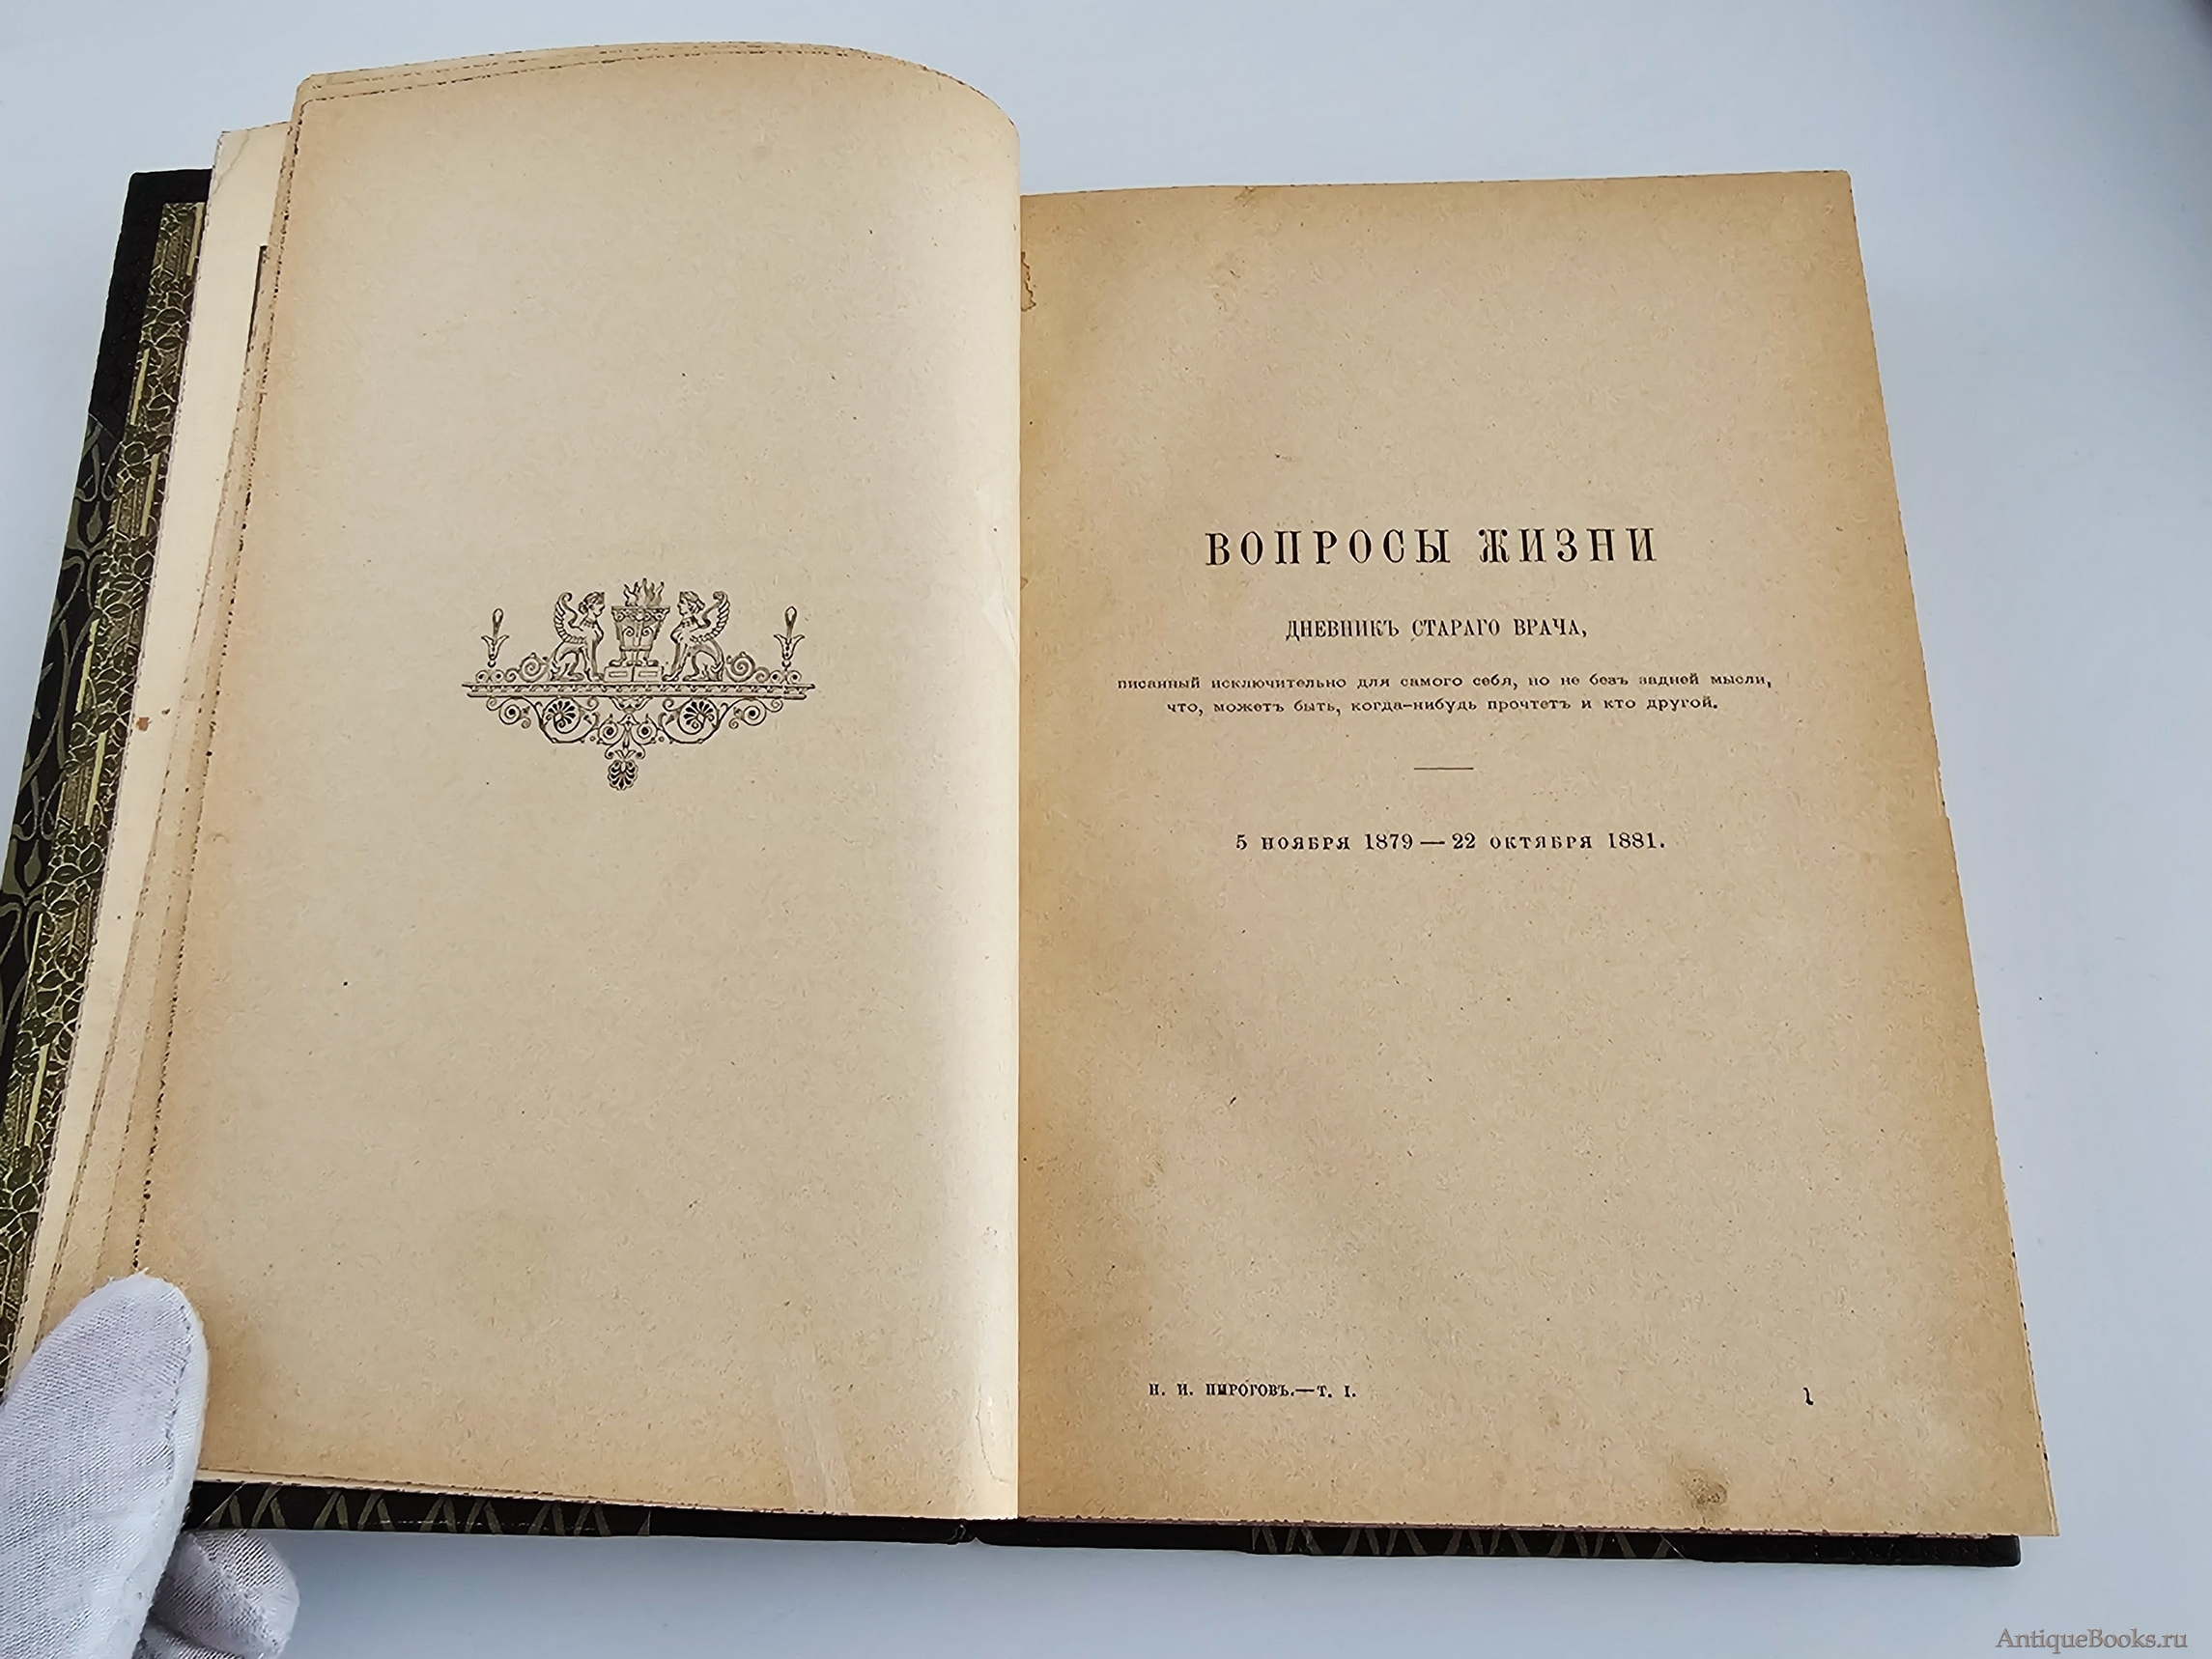 ВОПРОСЫ ЖИЗНИ
ДНЕВНИКЪ СТАРАГО ВРАЧА,
писанный исключительно для самого себя, но не безъ задней мысли,
что, можетъ быть, когда-нибудь прочтетъ и кто другой.
5 НОЯБРЯ 1879 — 22 ОКТЯБРЯ 1881.
Н. И. ПИРОГОВЪ.—Т. I.
1
AntiqueBooks.ru